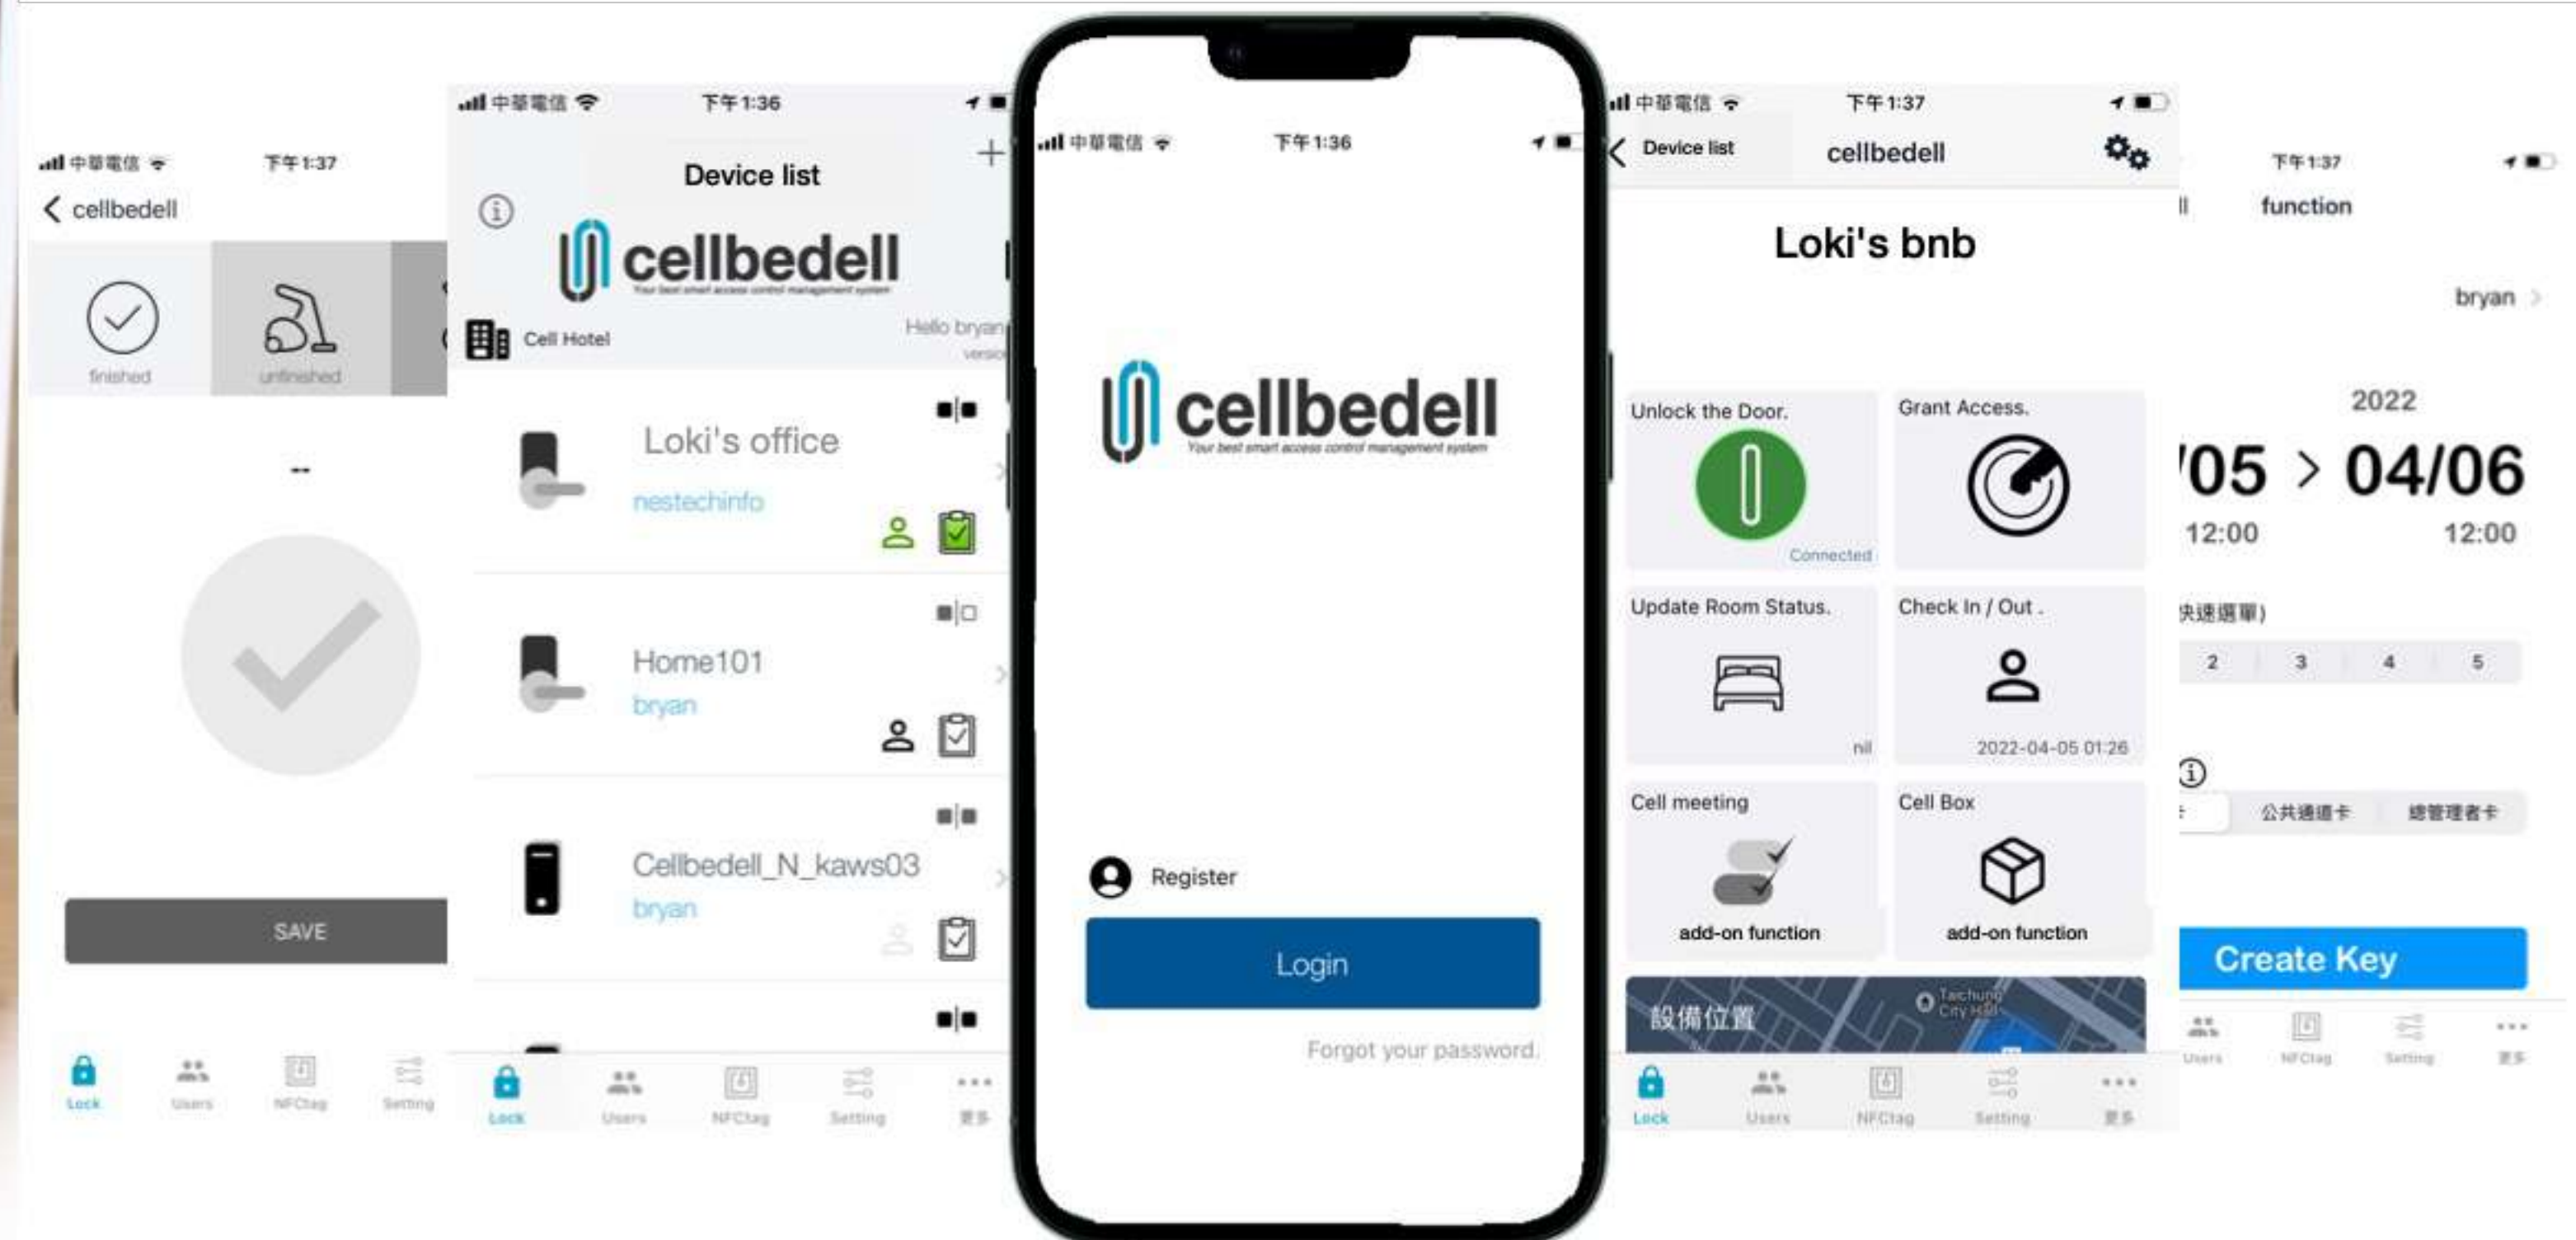 中華電信
下午1:37
cellbedell
finished
unfinished
--
SAVE
Lock
Users
NFCtag
Setting
中華電信
下午1:36
Device list
cellbedell
Your best smart access control management system
Cell Hotel
Hello bryan
Loki's office
nestechinfo
Home101
bryan
Cellbedell_N_kaws03
bryan
Lock
Users
NFCtag
Setting
更多
中華電信
下午1:36
cellbedell
Your best smart access control management system
Register
Login
Forgot your password.
中華電信
下午1:37
Device list
cellbedell
Loki's bnb
Unlock the Door.
Connected
Grant Access.
Update Room Status.
nil
Check In / Out .
2022-04-05 01:26
Cell meeting
add-on function
Cell Box
add-on function
設備位置
Taichung
City Hall
Lock
Users
NFCtag
Setting
更多
下午1:37
function
bryan
2022
/05 > 04/06
12:00 12:00
快速選單)
2 3 4 5
公共通道卡 總管理者卡
Create Key
Users
NFCtag
Setting
更多